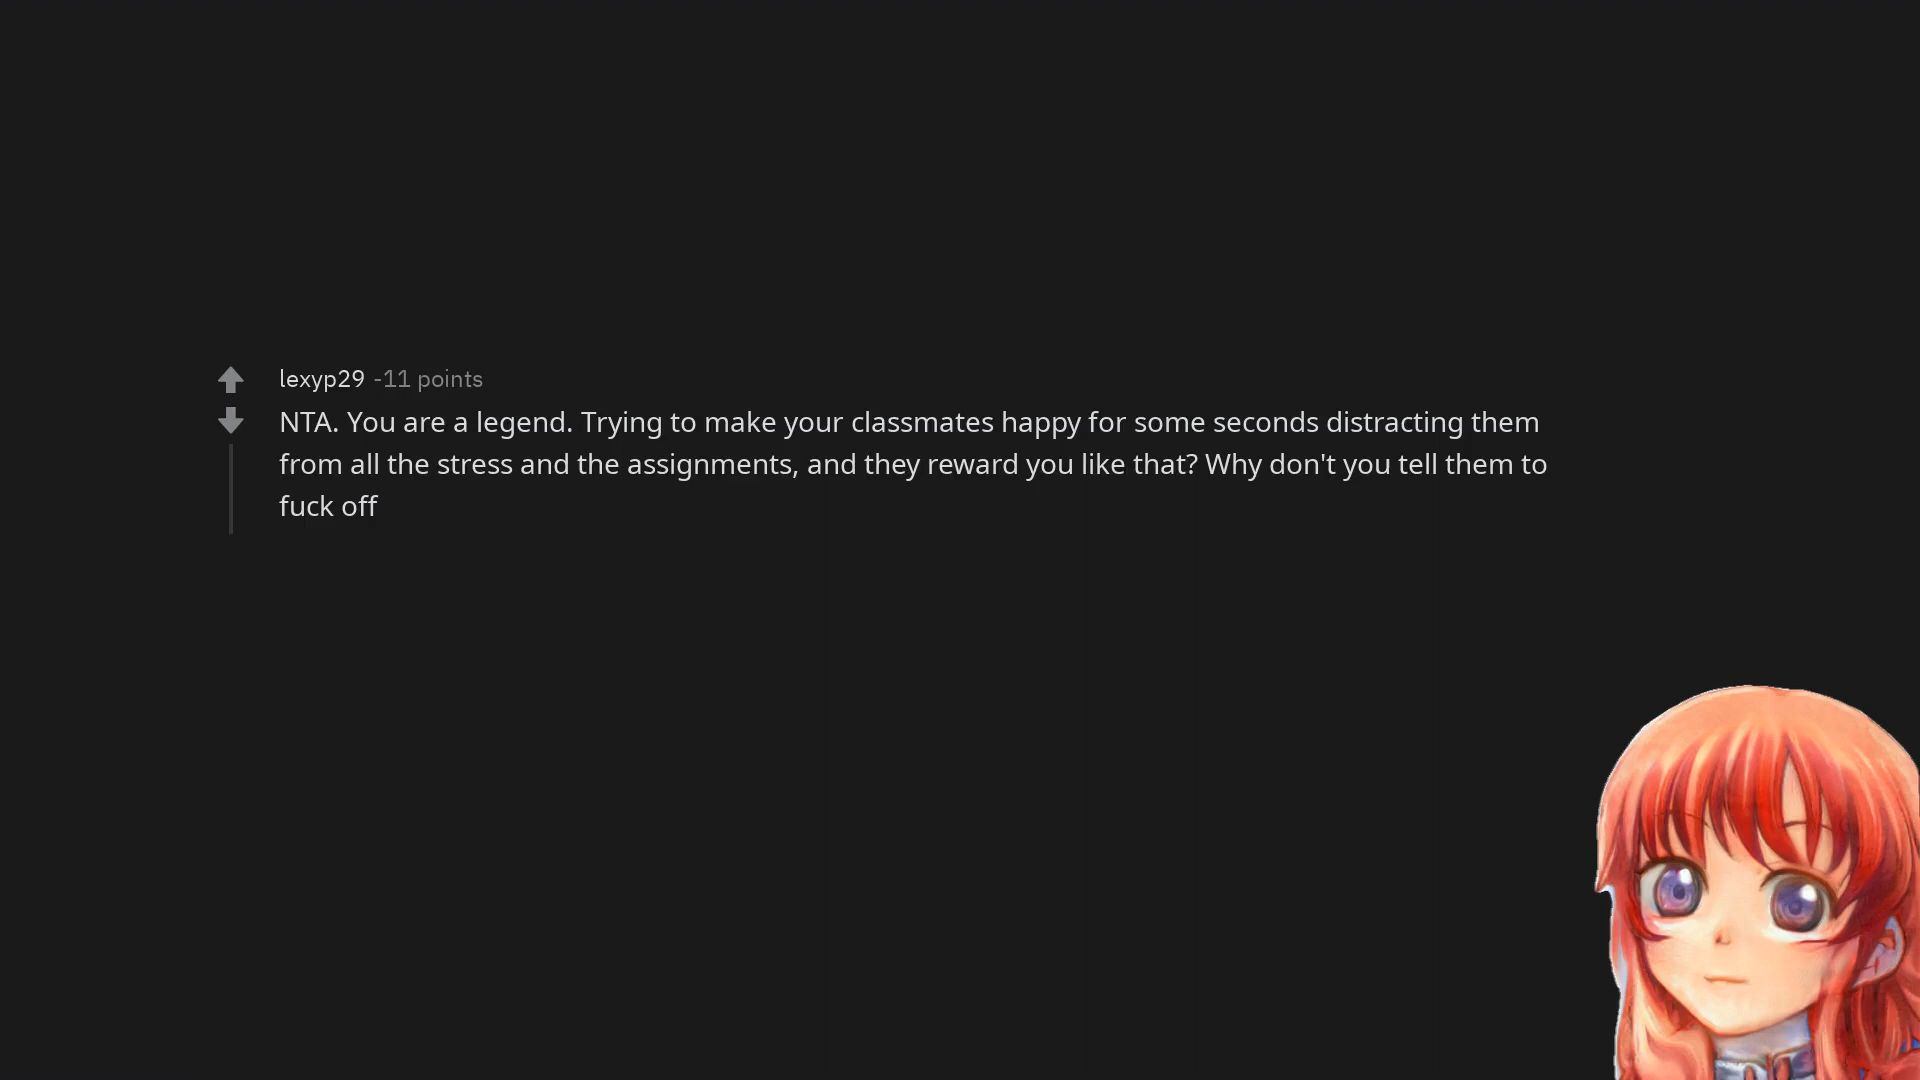 lexyp29 -11 points
NTA. You are a legend. Trying to make your classmates happy for some seconds distracting them
from all the stress and the assignments, and they reward you like that? Why don't you tell them to
fuck off